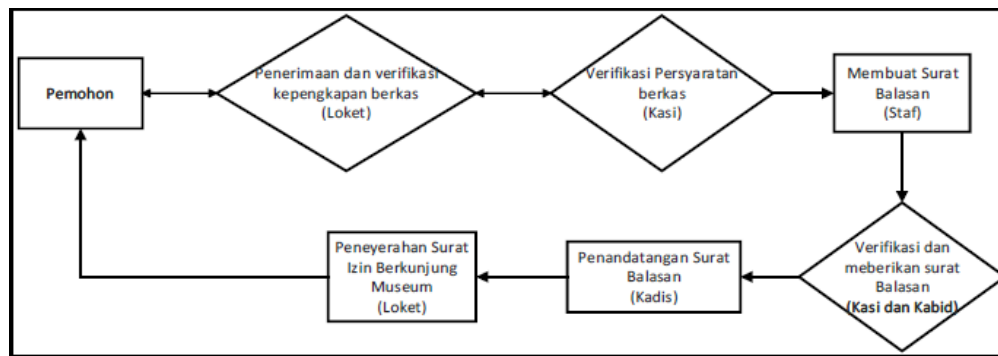 Pemohon
Penerimaan dan verifikasi
kepengkapan berkas
(Loket)
Verifikasi Persyaratan
berkas
(Kasi)
Membuat Surat
Balasan
(Staf)
Verifikasi dan
meberikan surat
Balasan
(Kasi dan Kabid)
Penandatangan Surat
Balasan
(Kadis)
Peneyerahan Surat
Izin Berkunjung
Museum
(Loket)